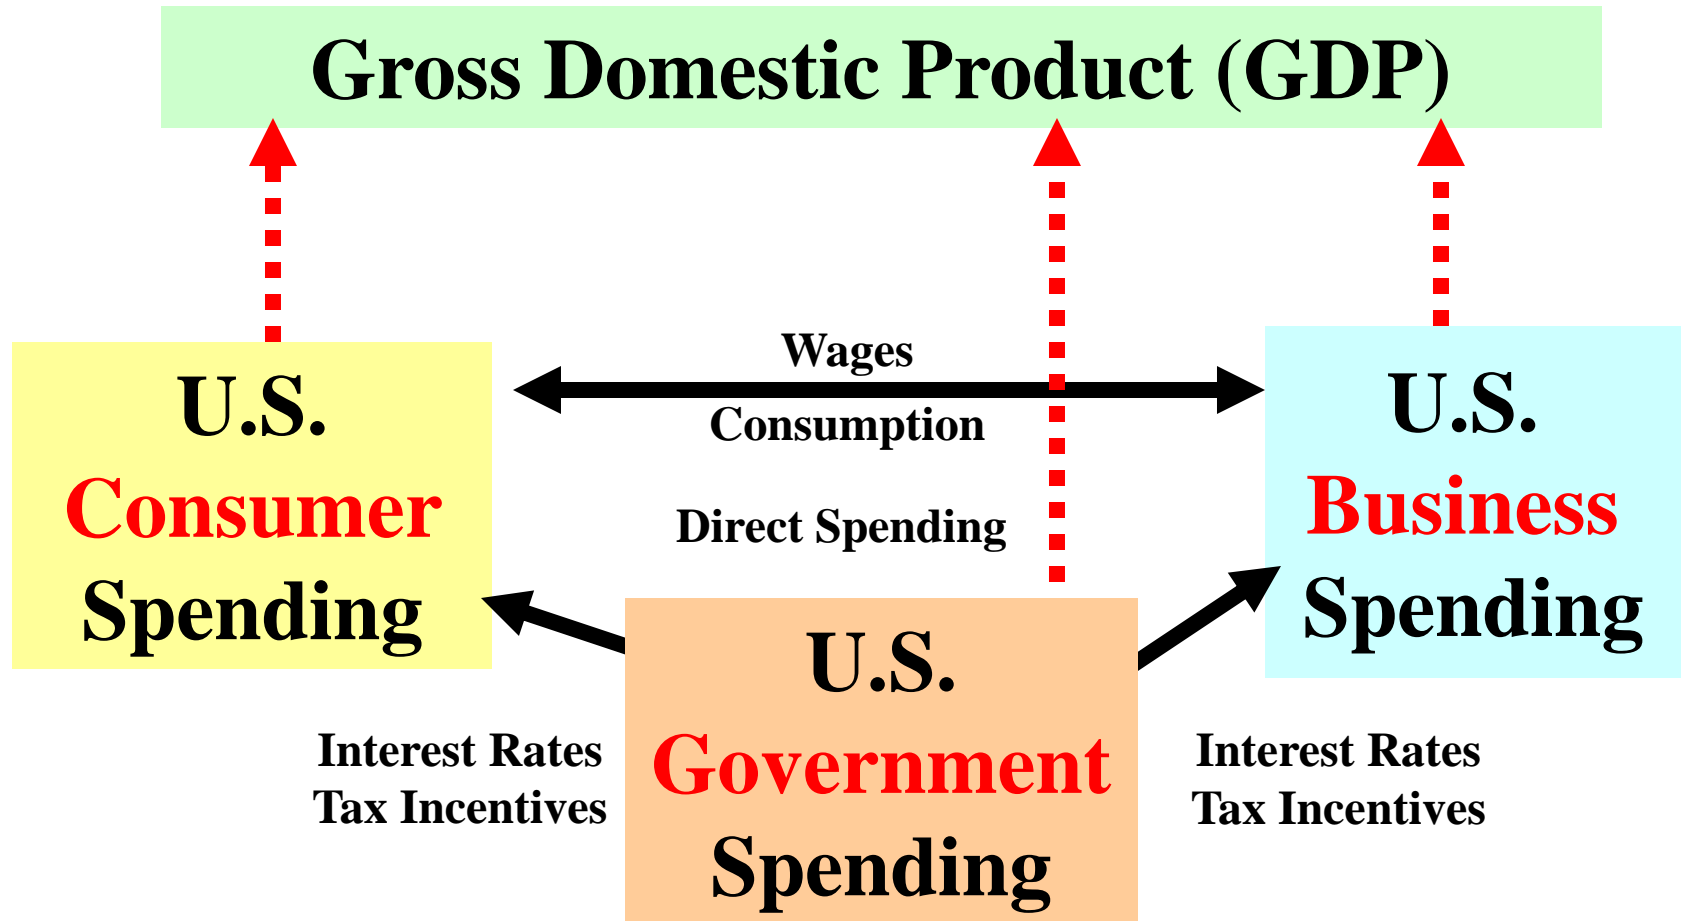 Gross Domestic Product (GDP)
Wages
Consumption
Direct Spending
U.S.
Consumer
Spending
U.S.
Business
Spending
U.S.
Government
Spending
Interest Rates
Tax Incentives
Interest Rates
Tax Incentives